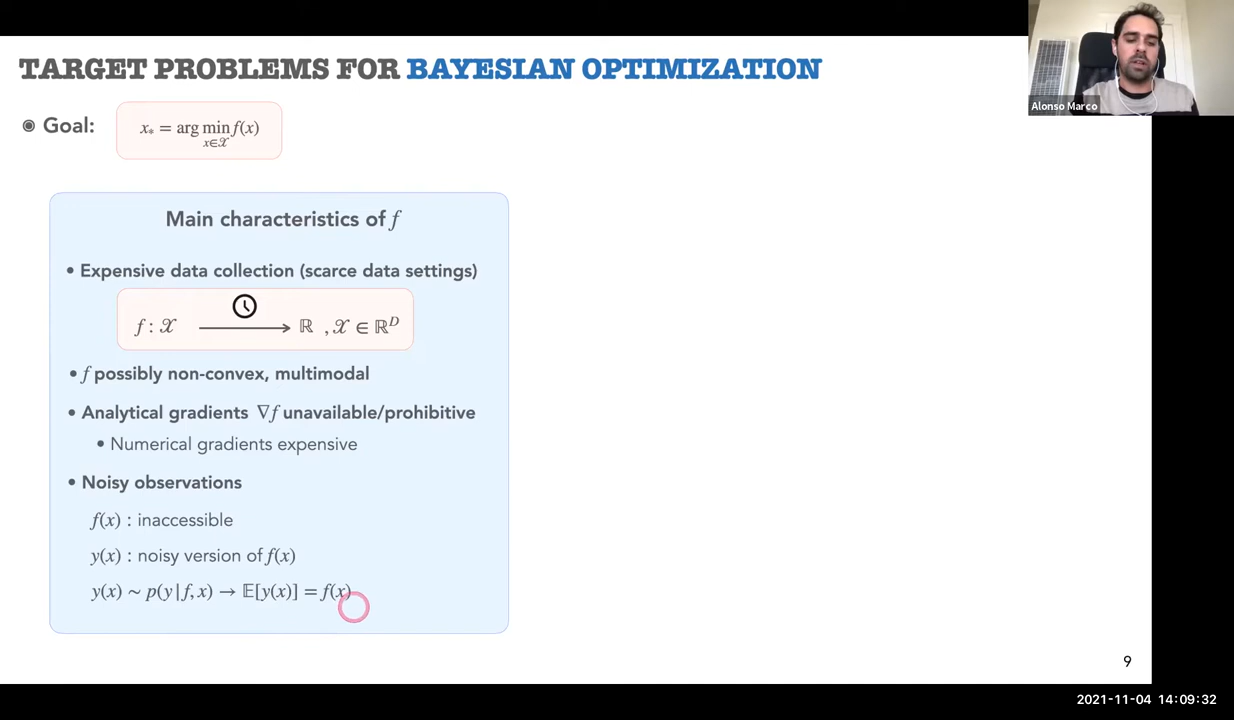 TARGET PROBLEMS FOR BAYESIAN OPTIMIZATION
Alonso Marco
Goal:
x* = arg min f(x)
x∈𝒳
Main characteristics of f
• Expensive data collection (scarce data settings)
f : 𝒳 ⟶ ℝ , 𝒳 ∈ ℝ^D
• f possibly non-convex, multimodal
• Analytical gradients ∇f unavailable/prohibitive
• Numerical gradients expensive
• Noisy observations
f(x) : inaccessible
y(x) : noisy version of f(x)
y(x) ~ p(y | f, x) → 𝔼[y(x)] = f(x)
9
2021-11-04 14:09:32